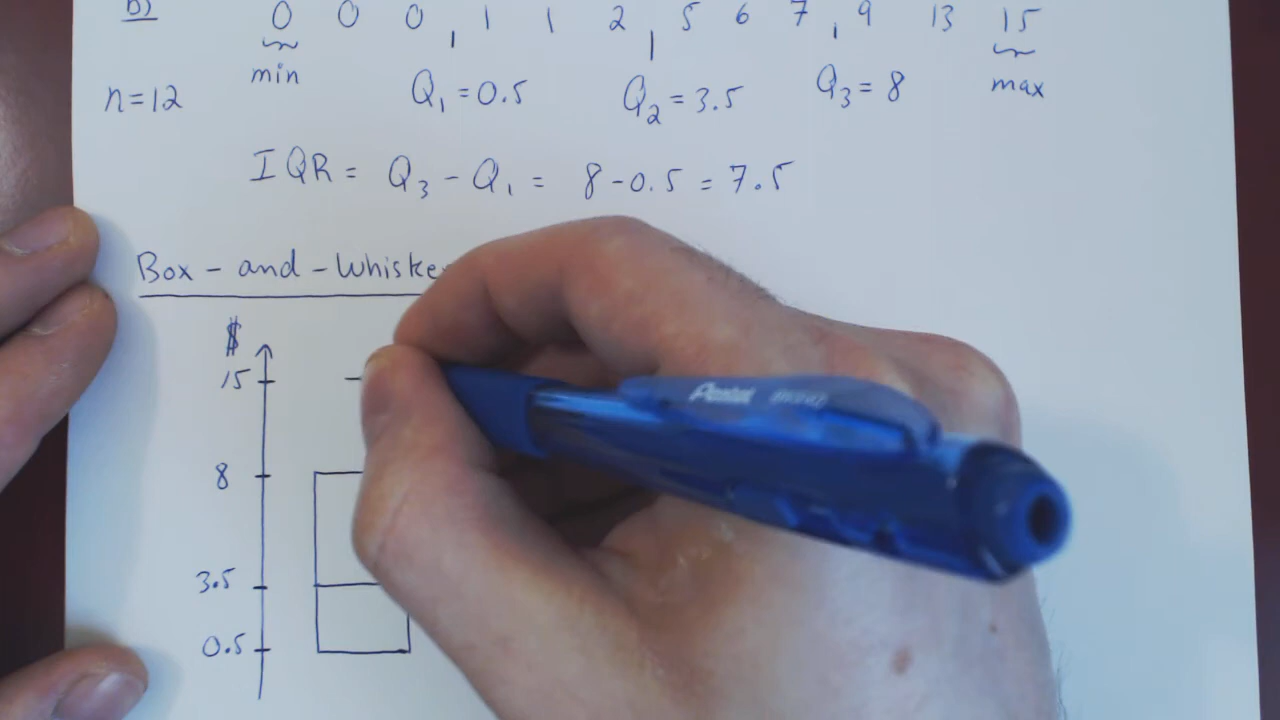 b)
0 0 0 , 1 1 2 , 5 6 7 , 9 13 15
min
max
n=12
Q₁ = 0.5
Q₂ = 3.5
Q₃ = 8
IQR = Q₃ - Q₁ = 8 - 0.5 = 7.5
Box - and - Whiske
$
15
Pentel
8
3.5
0.5